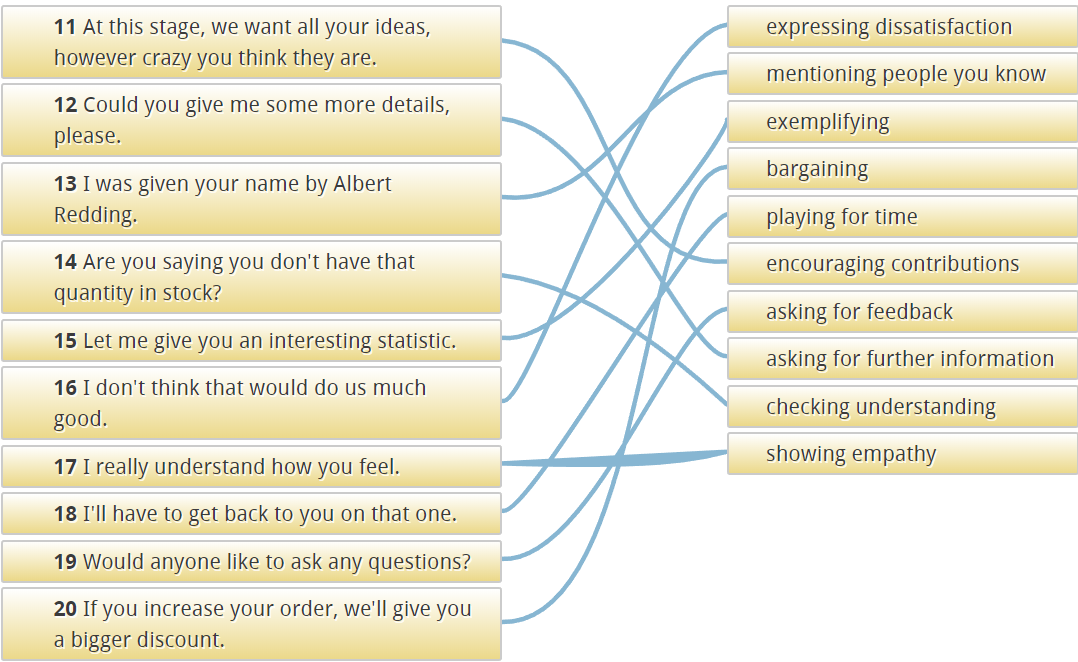 11 At this stage, we want all your ideas,
however crazy you think they are.
12 Could you give me some more details,
please.
13 I was given your name by Albert
Redding.
14 Are you saying you don't have that
quantity in stock?
15 Let me give you an interesting statistic.
16 I don't think that would do us much
good.
17 I really understand how you feel.
18 I'll have to get back to you on that one.
19 Would anyone like to ask any questions?
20 If you increase your order, we'll give you
a bigger discount.
expressing dissatisfaction
mentioning people you know
exemplifying
bargaining
playing for time
encouraging contributions
asking for feedback
asking for further information
checking understanding
showing empathy